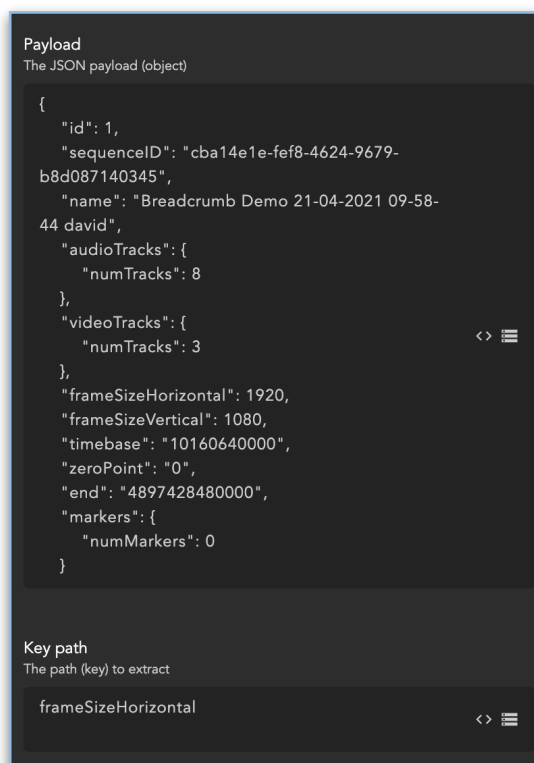 Payload
The JSON payload (object)
{
"id": 1,
"sequenceID": "cba14e1e-fef8-4624-9679-
b8d087140345",
"name": "Breadcrumb Demo 21-04-2021 09-58-
44 david",
"audioTracks": {
"numTracks": 8
},
"videoTracks": {
"numTracks": 3
},
"frameSizeHorizontal": 1920,
"frameSizeVertical": 1080,
"timebase": "10160640000",
"zeroPoint": "0",
"end": "4897428480000",
"markers": {
"numMarkers": 0
}
Key path
The path (key) to extract
frameSizeHorizontal